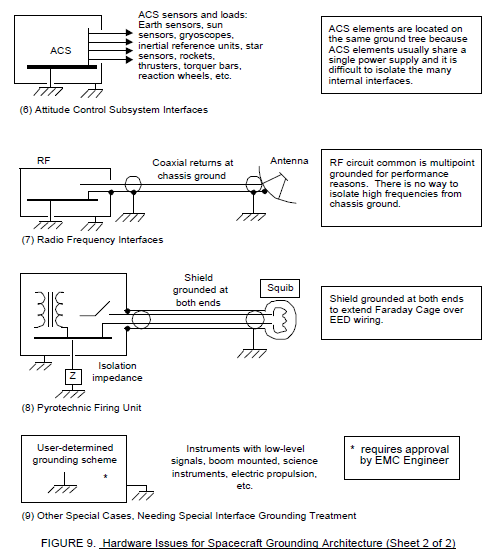 ACS sensors and loads:
Earth sensors, sun
sensors, gryoscopes,
inertial reference units, star
sensors, rockets,
thrusters, torquer bars,
reaction wheels, etc.
ACS
ACS elements are located on
the same ground tree because
ACS elements usually share a
single power supply and it is
difficult to isolate the many
internal interfaces.
(6) Attitude Control Subsystem Interfaces
RF
Coaxial returns at
chassis ground
Antenna
RF circuit common is multipoint
grounded for performance
reasons. There is no way to
isolate high frequencies from
chassis ground.
(7) Radio Frequency Interfaces
Shield
grounded at
both ends
Squib
Shield grounded at both ends
to extend Faraday Cage over
EED wiring.
Isolation
impedance
Z
(8) Pyrotechnic Firing Unit
User-determined
grounding scheme
*
Instruments with low-level
signals, boom mounted, science
instruments, electric propulsion,
etc.
* requires approval
by EMC Engineer
(9) Other Special Cases, Needing Special Interface Grounding Treatment
FIGURE 9. Hardware Issues for Spacecraft Grounding Architecture (Sheet 2 of 2)